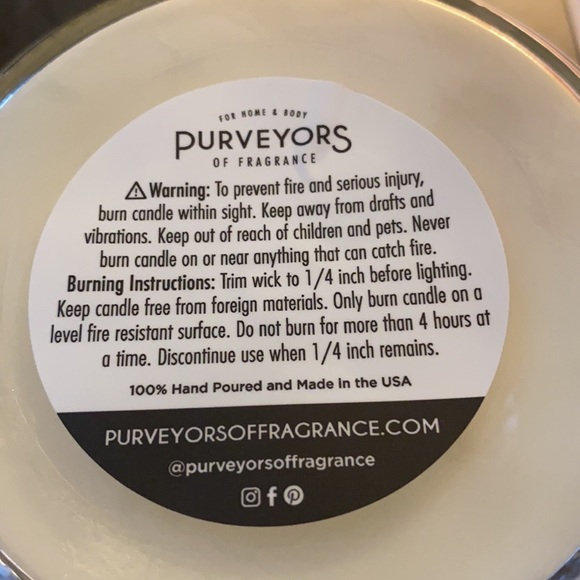 FOR HOME & BODY
PURVEYORS
OF FRAGRANCE
Warning: To prevent fire and serious injury,
burn candle within sight. Keep away from drafts and
vibrations. Keep out of reach of children and pets. Never
burn candle on or near anything that can catch fire.
Burning Instructions: Trim wick to 1/4 inch before lighting.
Keep candle free from foreign materials. Only burn candle on a
level fire resistant surface. Do not burn for more than 4 hours at
a time. Discontinue use when 1/4 inch remains.
100% Hand Poured and Made in the USA
PURVEYORSOFFRAGRANCE.COM
@purveyorsoffragrance